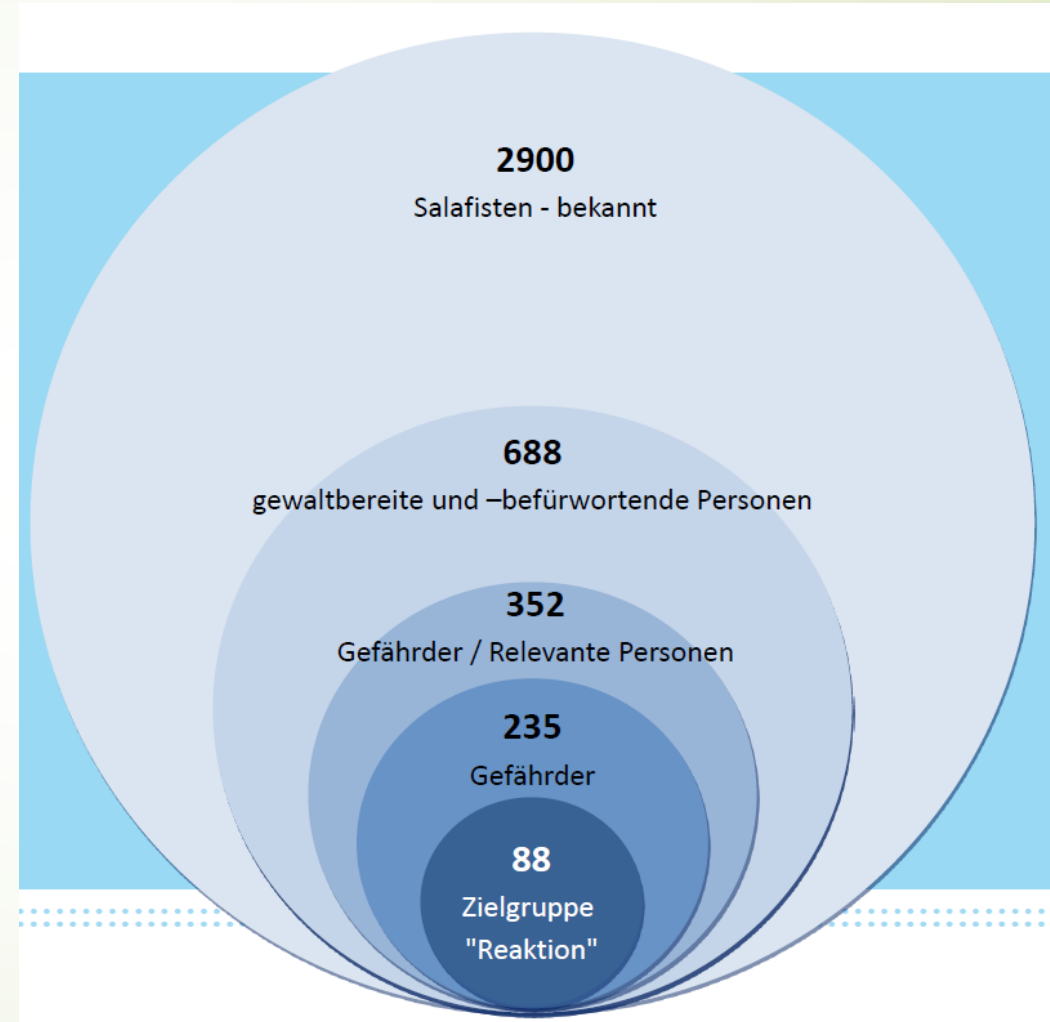 2900
Salafisten - bekannt
688
gewaltbereite und –befürwortende Personen
352
Gefährder / Relevante Personen
235
Gefährder
88
Zielgruppe
"Reaktion"